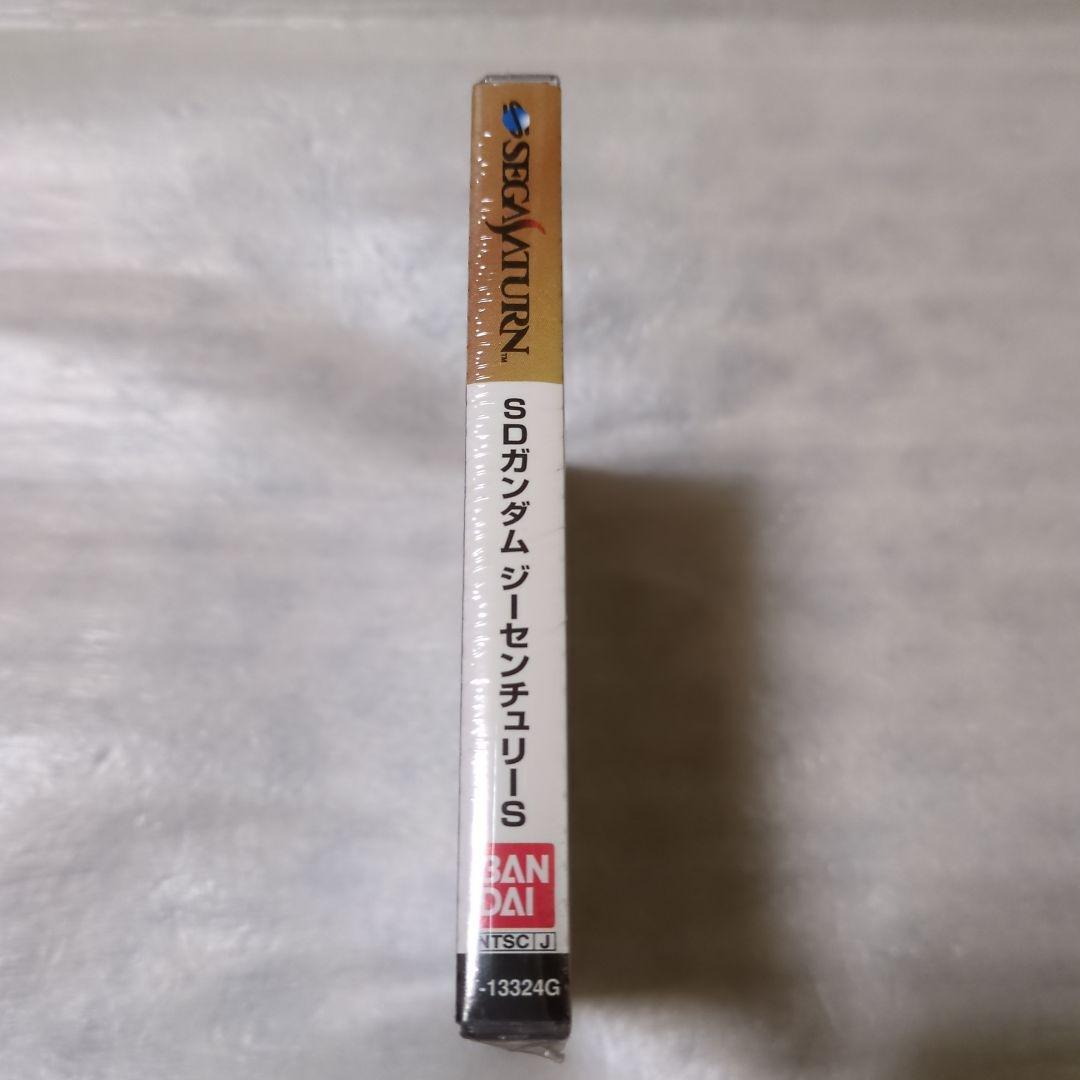 SEGA SATURN™
SDガンダム ジーセンチュリーS
BAN
DAI
NTSC J
T-13324G